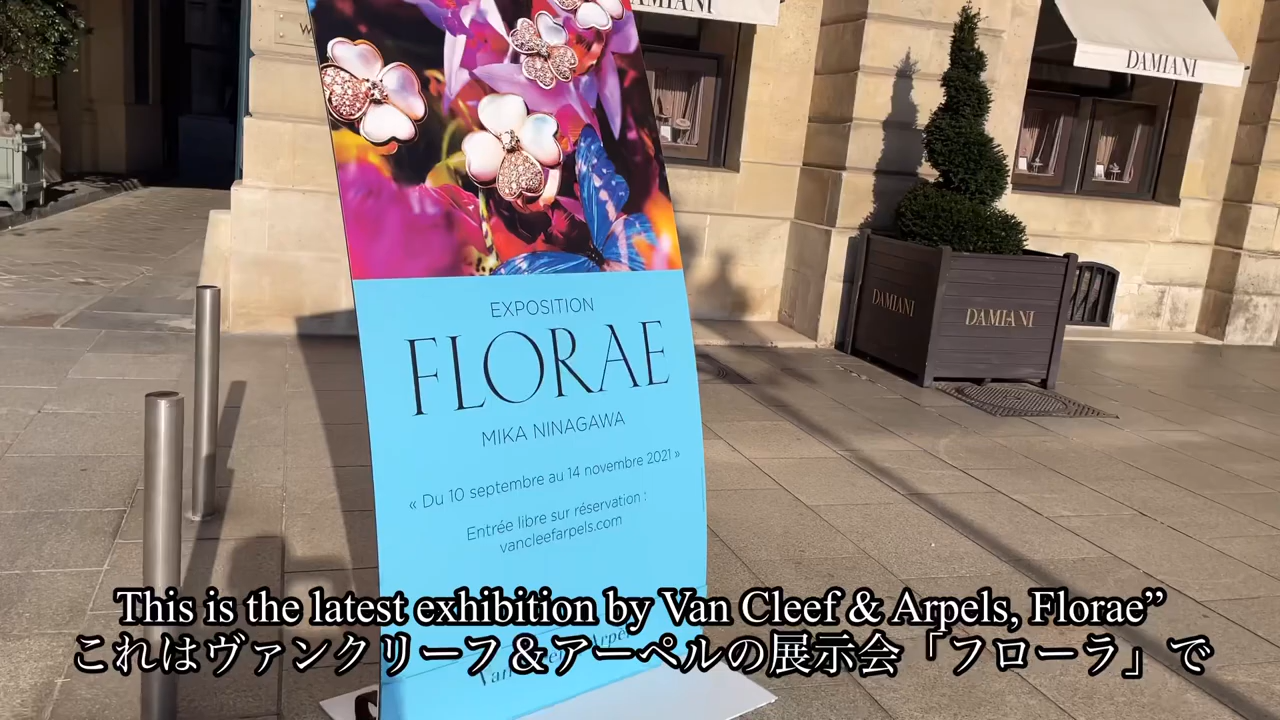 DAMIANI
DAMIANI
DAMIANI
DAMIANI
EXPOSITION
FLORAE
MIKA NINAGAWA
« Du 10 septembre au 14 novembre 2021 »
Entrée libre sur réservation :
vancleefarpels.com
This is the latest exhibition by Van Cleef & Arpels, Florae”
これはヴァンクリーフ＆アーペルの展示会「フローラ」で